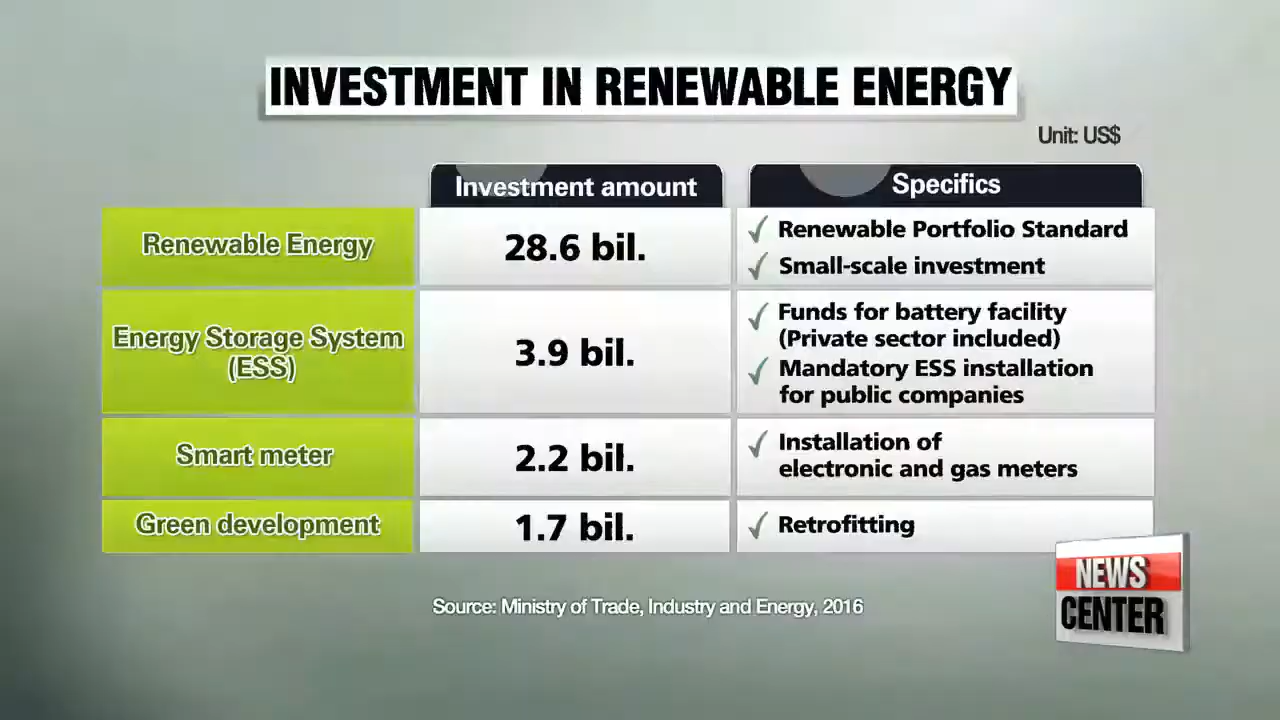 INVESTMENT IN RENEWABLE ENERGY
Unit: US$
Investment amount
Specifics
Renewable Energy
28.6 bil.
Renewable Portfolio Standard
Small-scale investment
Energy Storage System
(ESS)
3.9 bil.
Funds for battery facility
(Private sector included)
Mandatory ESS installation
for public companies
Smart meter
2.2 bil.
Installation of
electronic and gas meters
Green development
1.7 bil.
Retrofitting
Source: Ministry of Trade, Industry and Energy, 2016
NEWS
CENTER